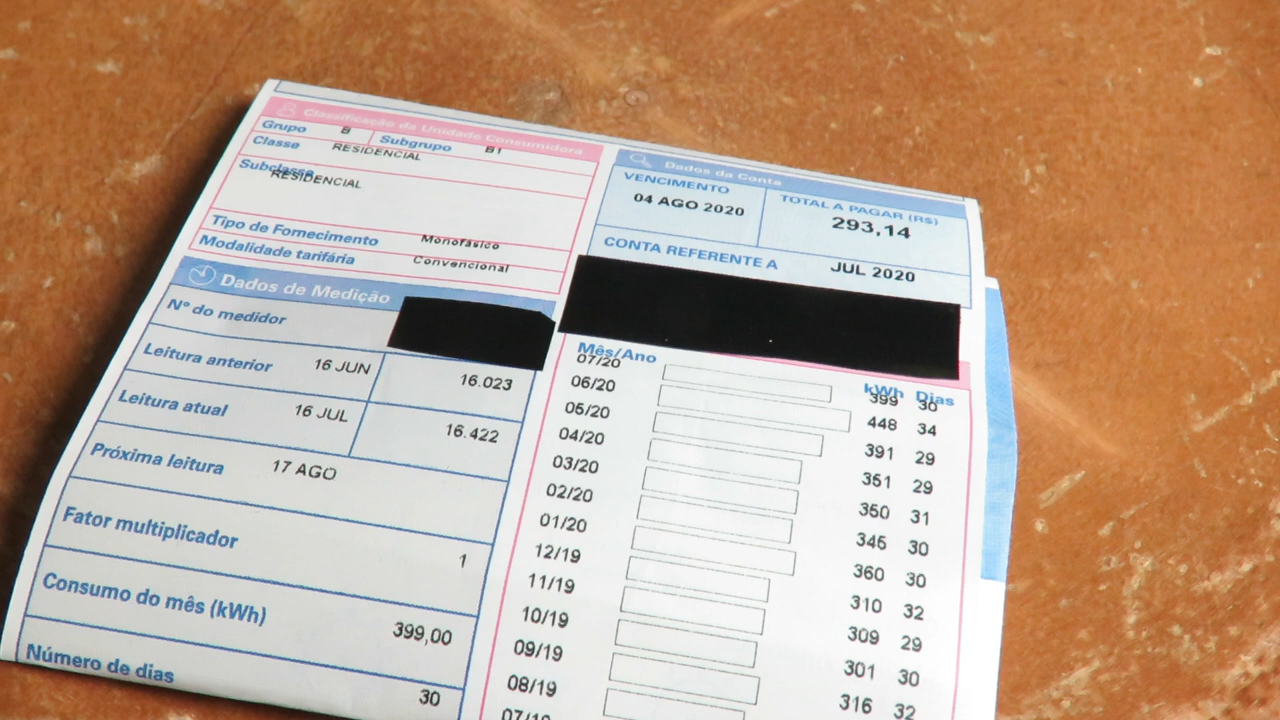 Classificação da Unidade Consumidora
Grupo B Subgrupo B1
Classe RESIDENCIAL
Subclasse RESIDENCIAL
Tipo de Fornecimento Monofásico
Modalidade tarifária Convencional
Dados de Medição
Nº do medidor
Leitura anterior 16 JUN 16.023
Leitura atual 16 JUL 16.422
Próxima leitura 17 AGO
Fator multiplicador 1
Consumo do mês (kWh) 399,00
Número de dias 30
Dados da Conta
VENCIMENTO TOTAL A PAGAR (R$)
04 AGO 2020 293,14
CONTA REFERENTE A JUL 2020
Mês/Ano kWh Dias
07/20 399 30
06/20 448 34
05/20 391 29
04/20 351 29
03/20 350 31
02/20 345 30
01/20 360 30
12/19 310 32
11/19 309 29
10/19 301 30
09/19 316 32
08/19
07/19